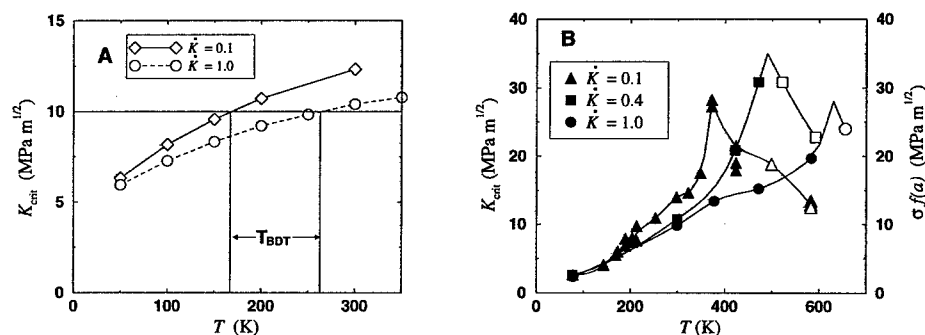 A
K̇ = 0.1
K̇ = 1.0
15
10
5
0
K_crit (MPa m^1/2)
T_BDT
0 100 200 300
T (K)
B
K̇ = 0.1
K̇ = 0.4
K̇ = 1.0
40
30
20
10
0
K_crit (MPa m^1/2)
40
30
20
10
0
σ f(a) (MPa m^1/2)
0 200 400 600
T (K)